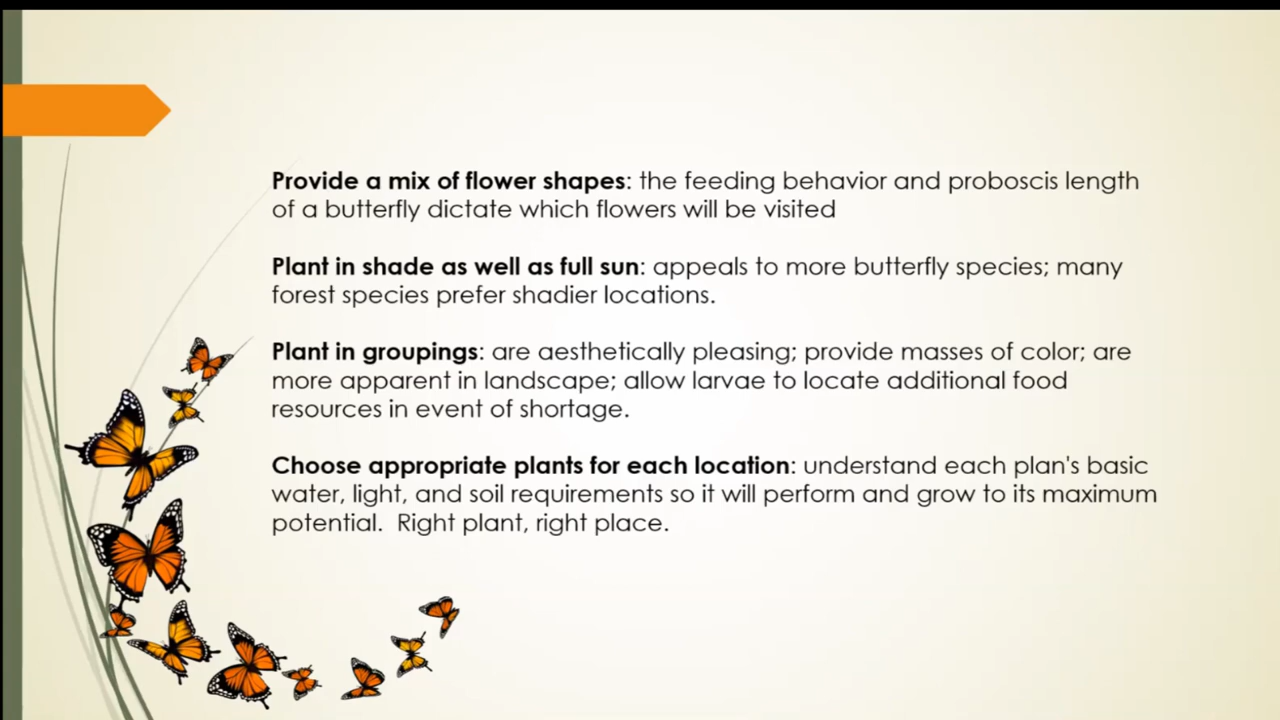 Provide a mix of flower shapes: the feeding behavior and proboscis length
of a butterfly dictate which flowers will be visited
Plant in shade as well as full sun: appeals to more butterfly species; many
forest species prefer shadier locations.
Plant in groupings: are aesthetically pleasing; provide masses of color; are
more apparent in landscape; allow larvae to locate additional food
resources in event of shortage.
Choose appropriate plants for each location: understand each plan's basic
water, light, and soil requirements so it will perform and grow to its maximum
potential.  Right plant, right place.